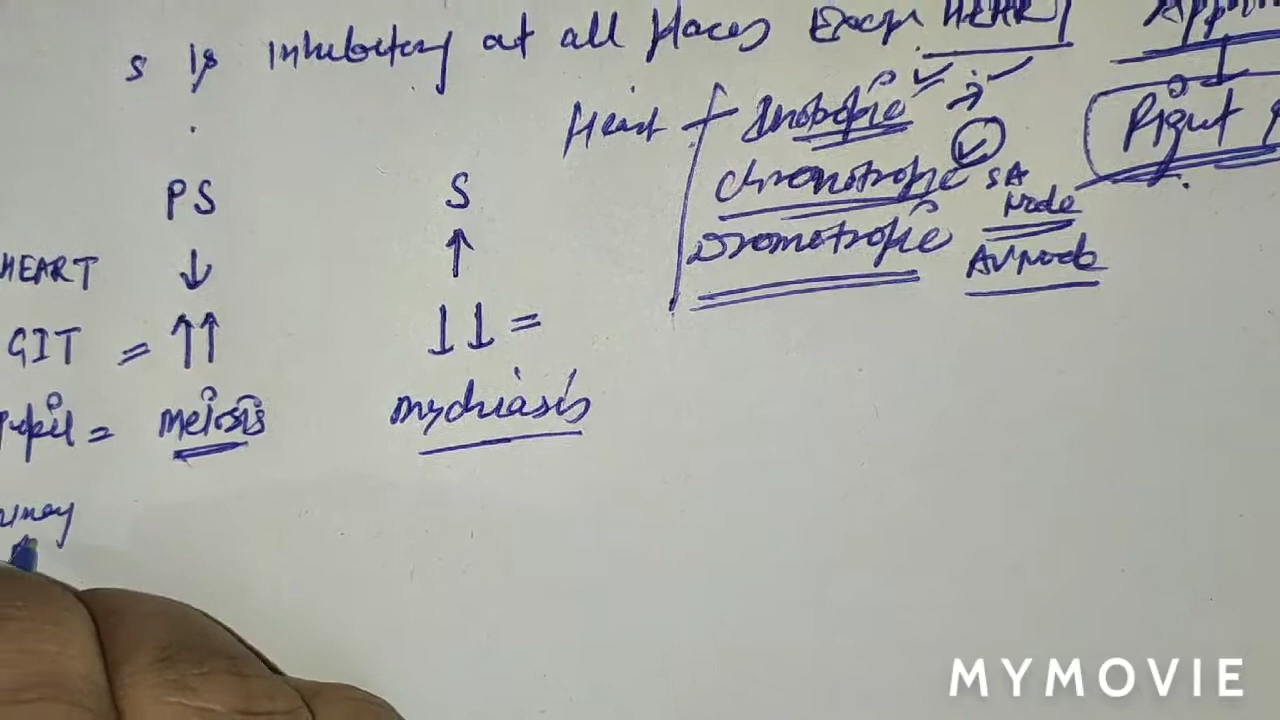 S is Inhibitory at all places Except HEART
Heart Inotropic
Chronotropic SA Node
Dromotropic AV Node
Right
PS S
HEART ↓ ↑
GIT = ↑↑ ↓↓ =
Pupil = meiosis mydriasis
MYMOVIE